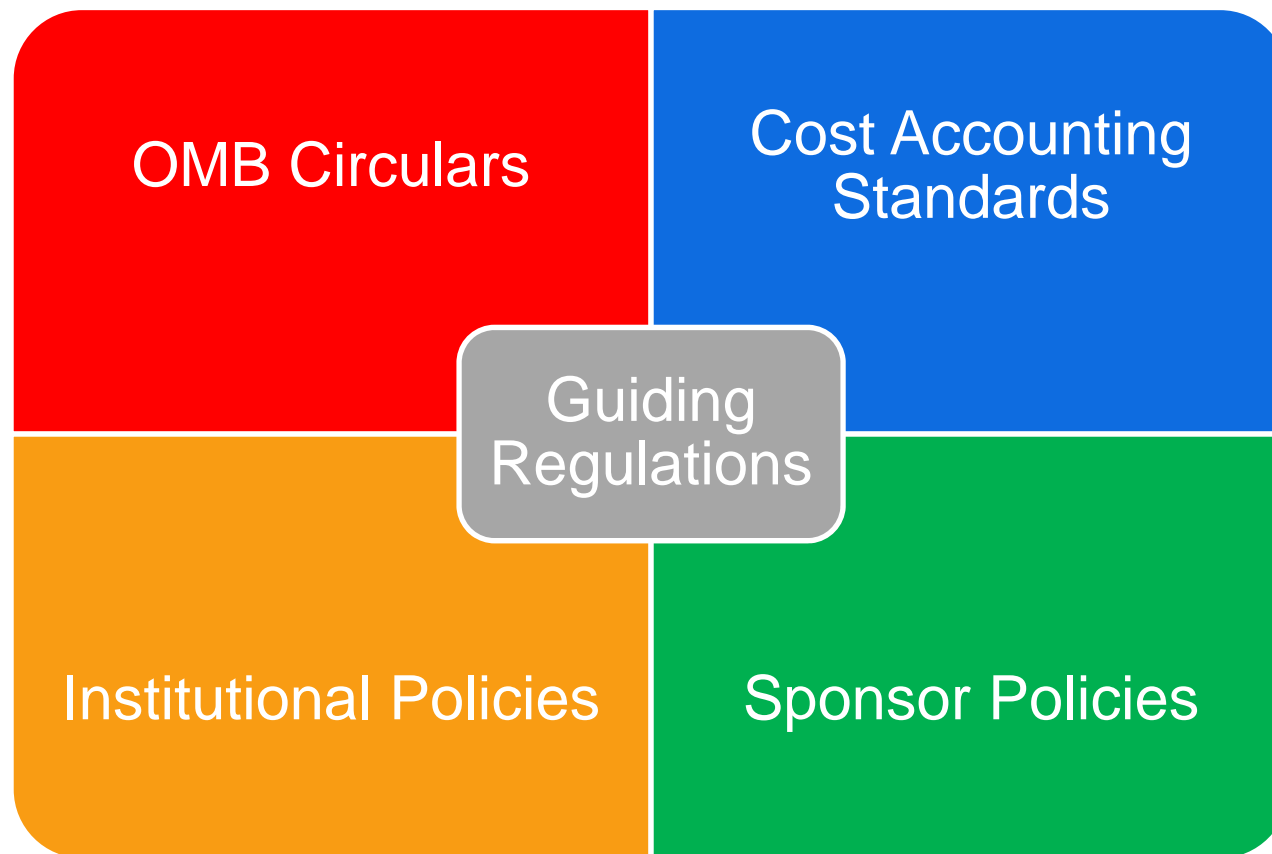 OMB Circulars
Cost Accounting
Standards
Guiding
Regulations
Institutional Policies
Sponsor Policies